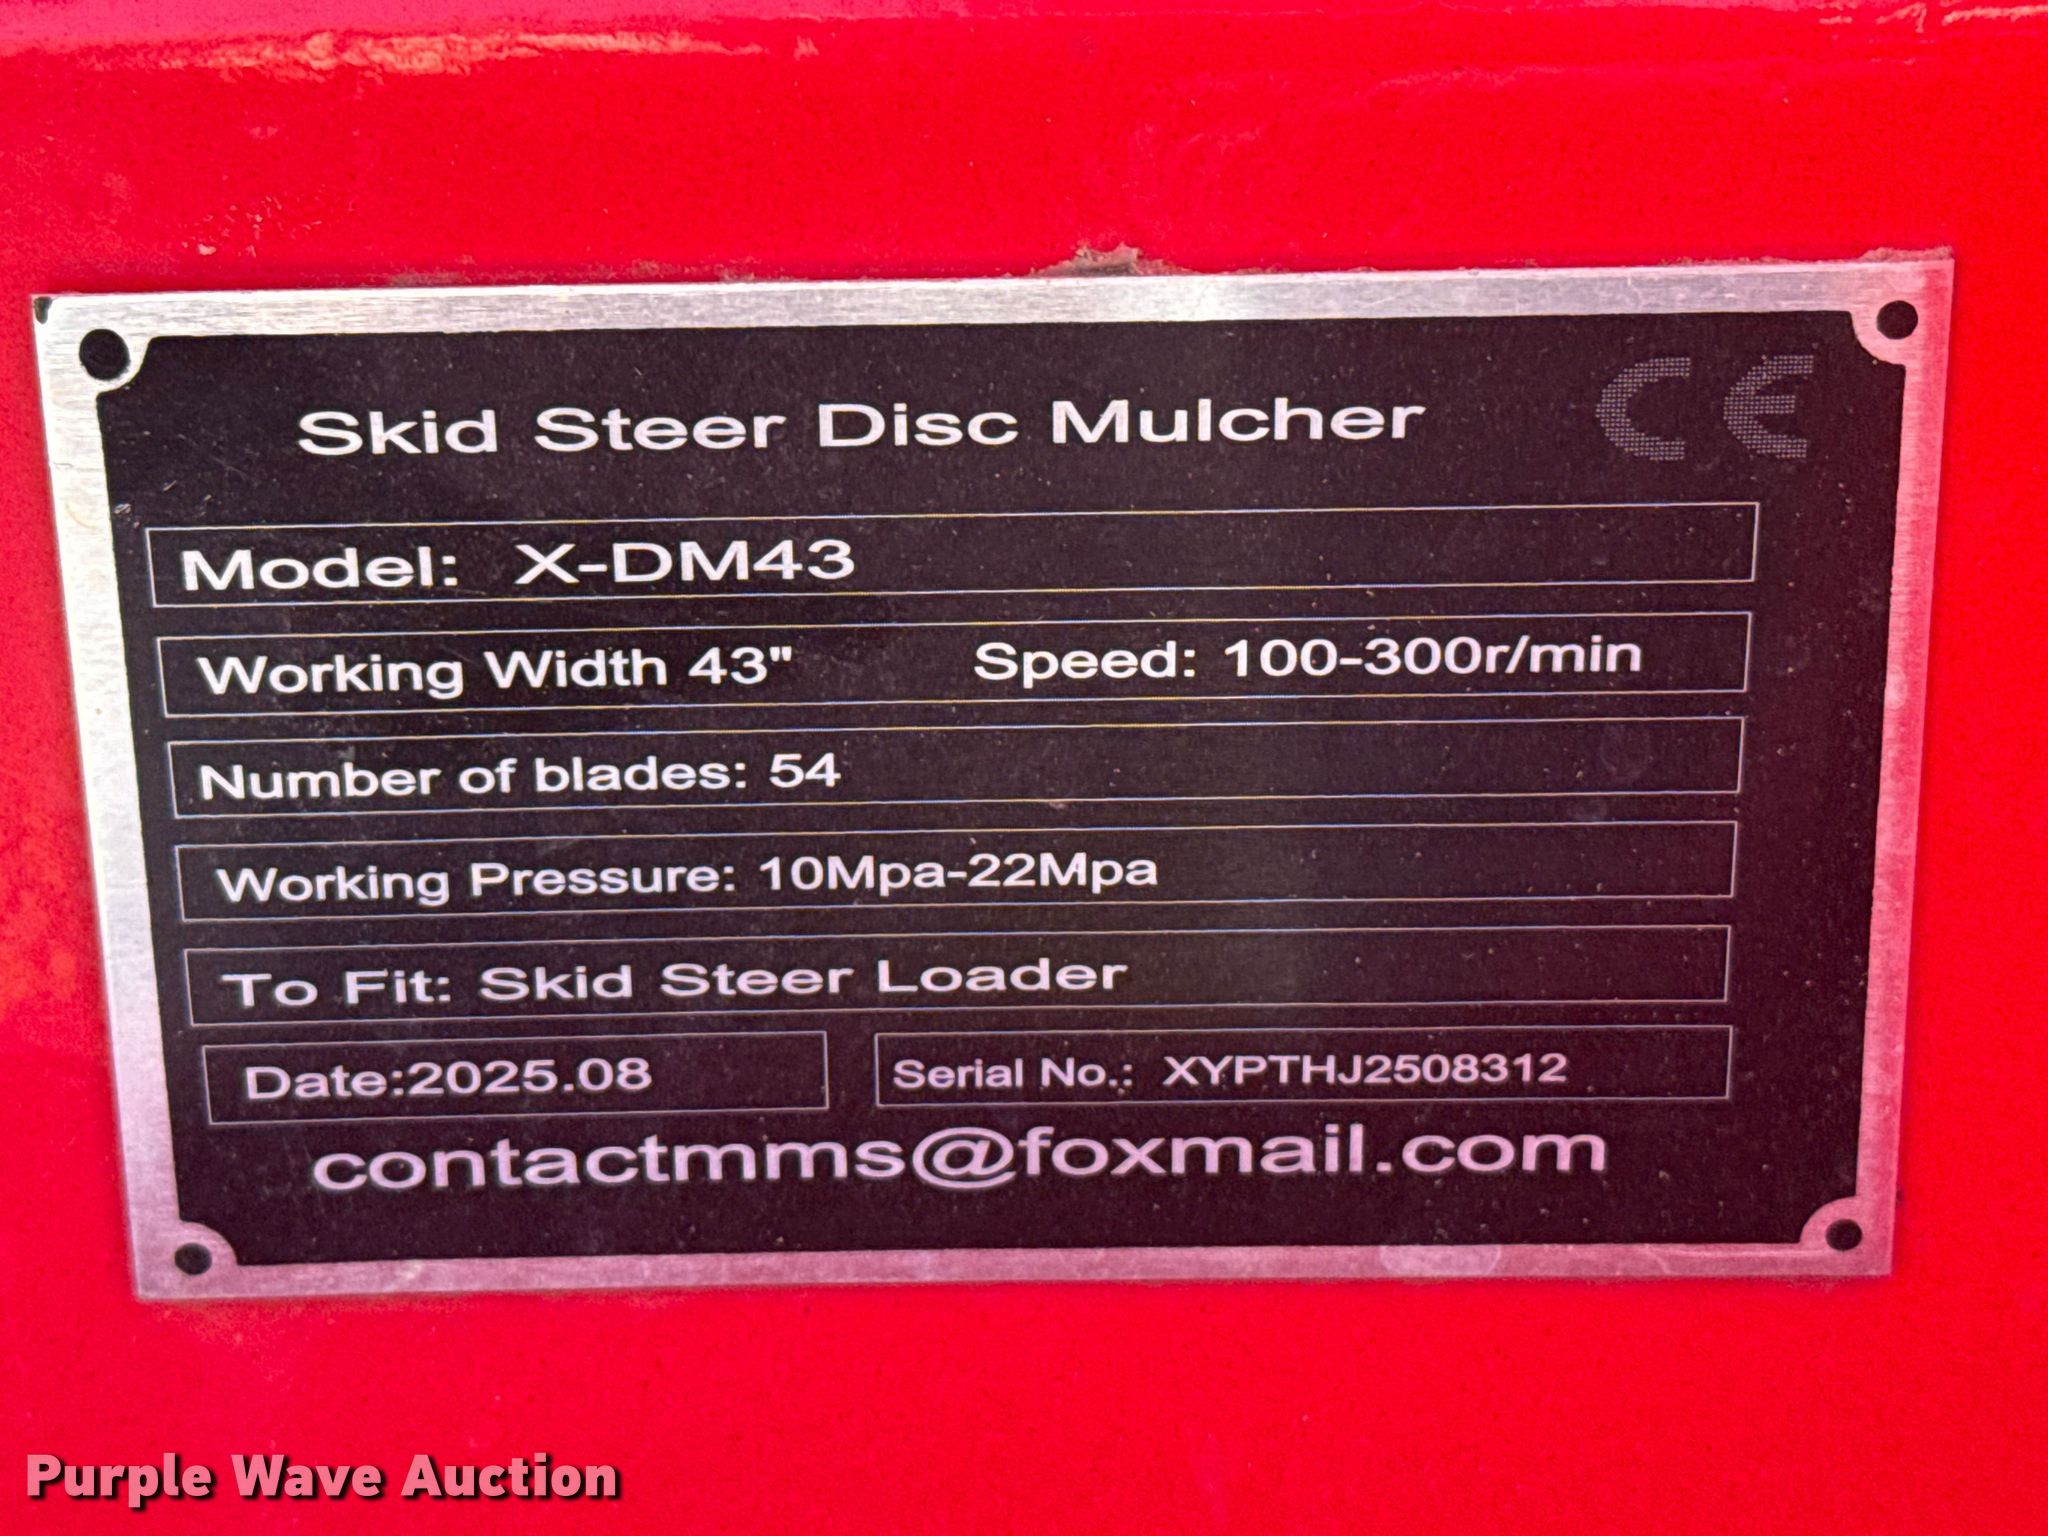 Skid Steer Disc Mulcher CE
Model: X-DM43
Working Width 43" Speed: 100-300r/min
Number of blades: 54
Working Pressure: 10Mpa-22Mpa
To Fit: Skid Steer Loader
Date:2025.08 Serial No.: XYPTHJ2508312
contactmms@foxmail.com
Purple Wave Auction